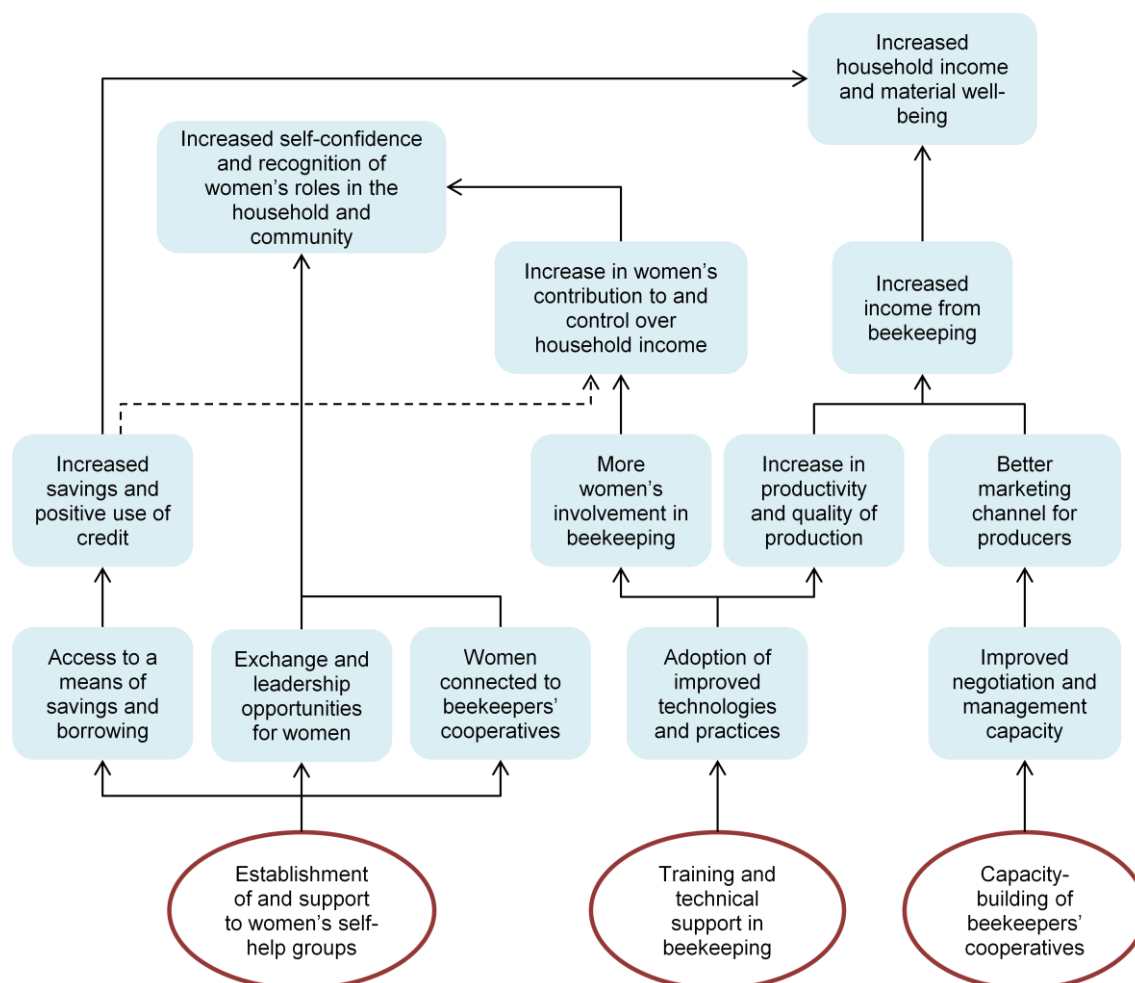 Increased
household income
and material well-
being
Increased self-confidence
and recognition of
women's roles in the
household and
community
Increase in women's
contribution to and
control over
household income
Increased
income from
beekeeping
Increased
savings and
positive use of
credit
More
women's
involvement in
beekeeping
Increase in
productivity
and quality of
production
Better
marketing
channel for
producers
Access to a
means of
savings and
borrowing
Exchange and
leadership
opportunities
for women
Women
connected to
beekeepers'
cooperatives
Adoption of
improved
technologies
and practices
Improved
negotiation and
management
capacity
Establishment
of and support
to women's self-
help groups
Training and
technical
support in
beekeeping
Capacity-
building of
beekeepers'
cooperatives